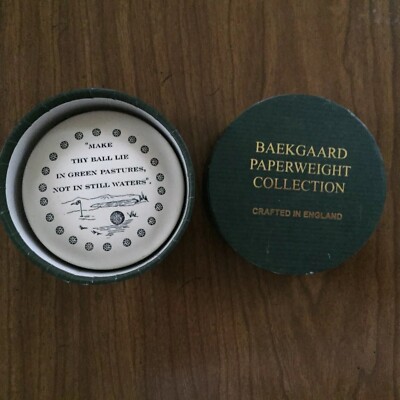 "MAKE
THY BALL LIE
IN GREEN PASTURES,
NOT IN STILL WATERS".
BAEKGAARD
PAPERWEIGHT
COLLECTION
CRAFTED IN ENGLAND